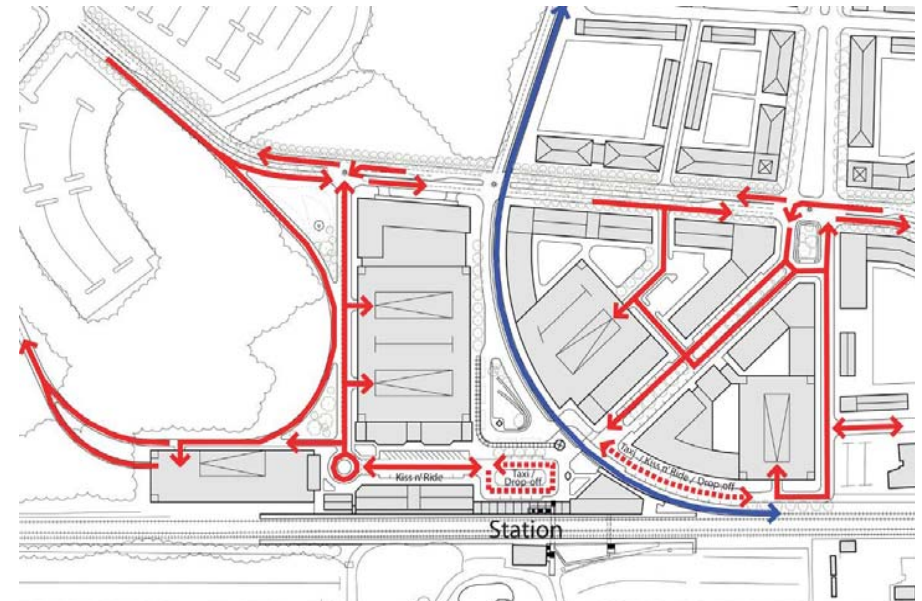 Taxi / Kiss n' Ride / Drop-off
Kiss n' Ride
Taxi /
Drop-off
Station